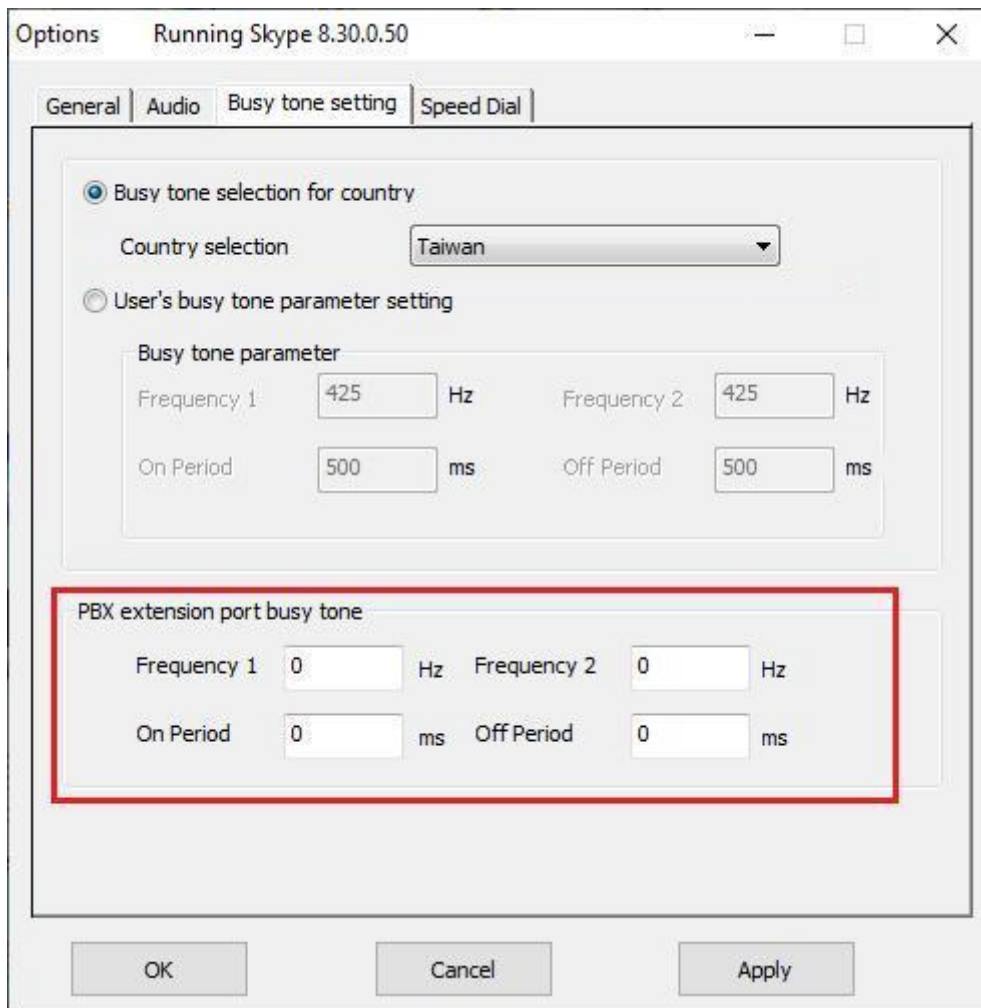 Options Running Skype 8.30.0.50
General Audio Busy tone setting Speed Dial
Busy tone selection for country
Country selection Taiwan
User's busy tone parameter setting
Busy tone parameter
Frequency 1 425 Hz Frequency 2 425 Hz
On Period 500 ms Off Period 500 ms
PBX extension port busy tone
Frequency 1 0 Hz Frequency 2 0 Hz
On Period 0 ms Off Period 0 ms
OK Cancel Apply